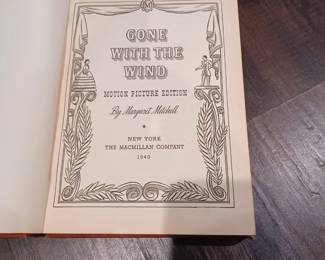 M
GONE
WITH THE
WIND
MOTION PICTURE EDITION
By Margaret Mitchell
NEW YORK
THE MACMILLAN COMPANY
1940